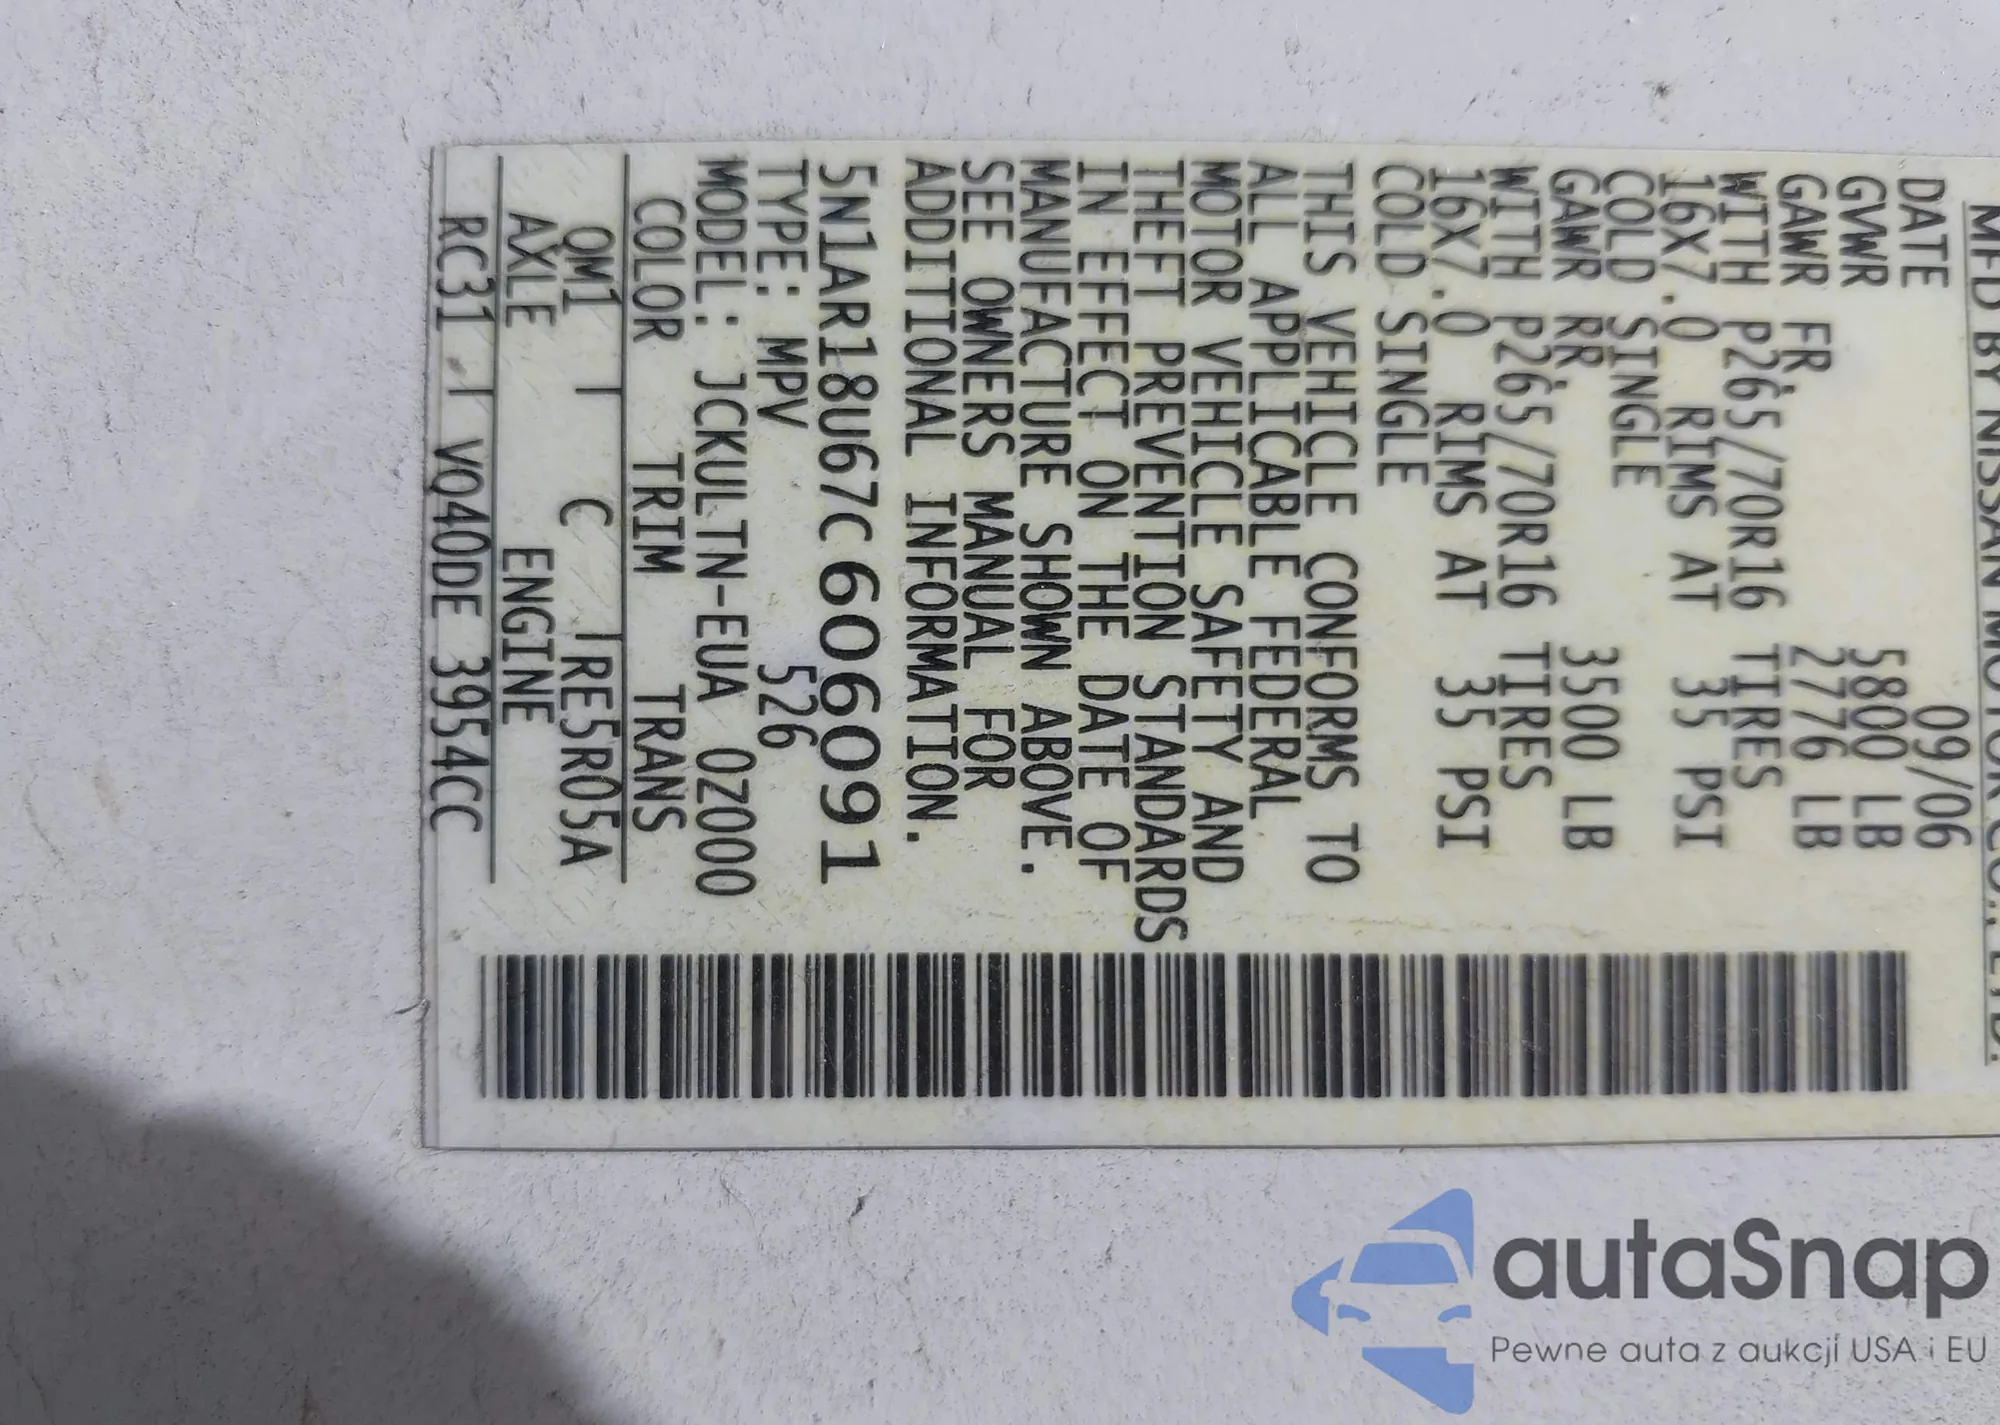 MFD BY NISSAN MOTOR CO., LTD.
DATE 09/06
GVWR 5800 LB
GAWR FR. 2776 LB
WITH P265/70R16 TIRES
16X7.0 RIMS AT 35 PSI
COLD SINGLE
GAWR RR. 3500 LB
WITH P265/70R16 TIRES
16X7.0 RIMS AT 35 PSI
COLD SINGLE
THIS VEHICLE CONFORMS TO
ALL APPLICABLE FEDERAL
MOTOR VEHICLE SAFETY AND
THEFT PREVENTION STANDARDS
IN EFFECT ON THE DATE OF
MANUFACTURE SHOWN ABOVE.
SEE OWNERS MANUAL FOR
ADDITIONAL INFORMATION.
5N1AR18U67C606091
TYPE: MPV 526
MODEL: JCKULTN-EUA 0Z000
COLOR TRIM TRANS
QM1 C RE5R05A
AXLE ENGINE
RC31 VQ40DE 3954CC
autaSnap
Pewne auta z aukcji USA i EU